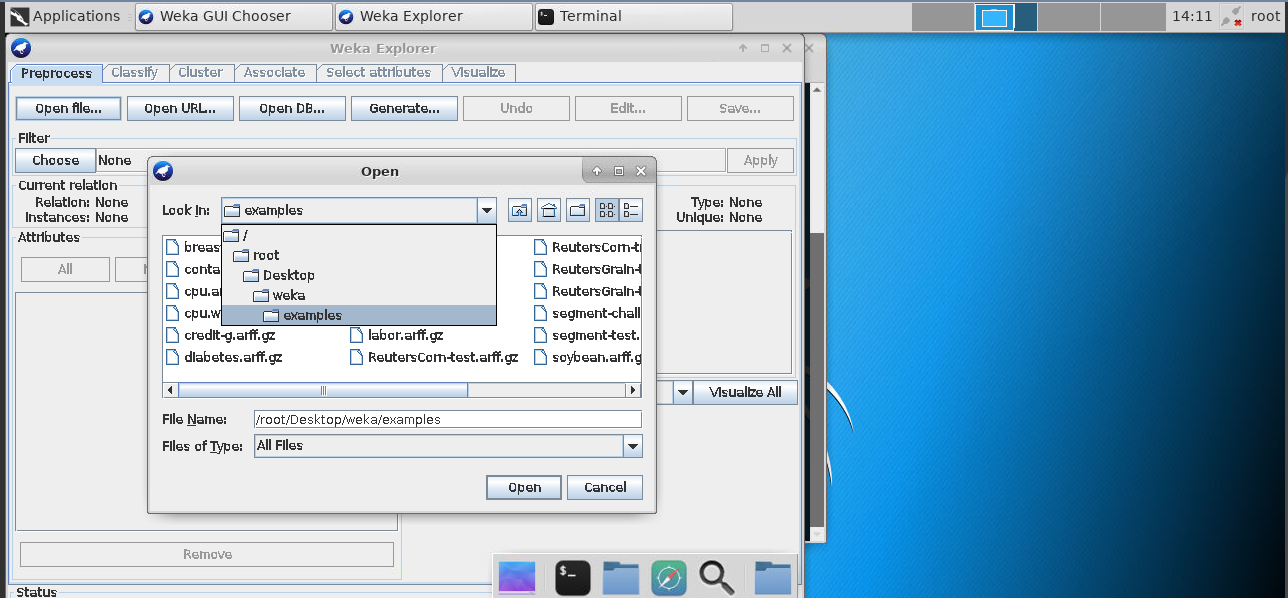 Applications Weka GUI Chooser Weka Explorer Terminal 14:11 root
Weka Explorer
Preprocess Classify Cluster Associate Select attributes Visualize
Open file... Open URL... Open DB... Generate... Undo Edit... Save...
Filter
Choose None Apply
Current relation
Relation: None Type: None
Instances: None Unique: None
Attributes
All
Visualize All
Remove
Status
Open
Look In: examples
/
root
Desktop
weka
examples
breas
conta
cpu.ar
cpu.w
credit-g.arff.gz
diabetes.arff.gz
labor.arff.gz
ReutersCorn-test.arff.gz
ReutersCorn-t
ReutersGrain-t
ReutersGrain-t
segment-chall
segment-test.
soybean.arff.g
File Name: /root/Desktop/weka/examples
Files of Type: All Files
Open Cancel